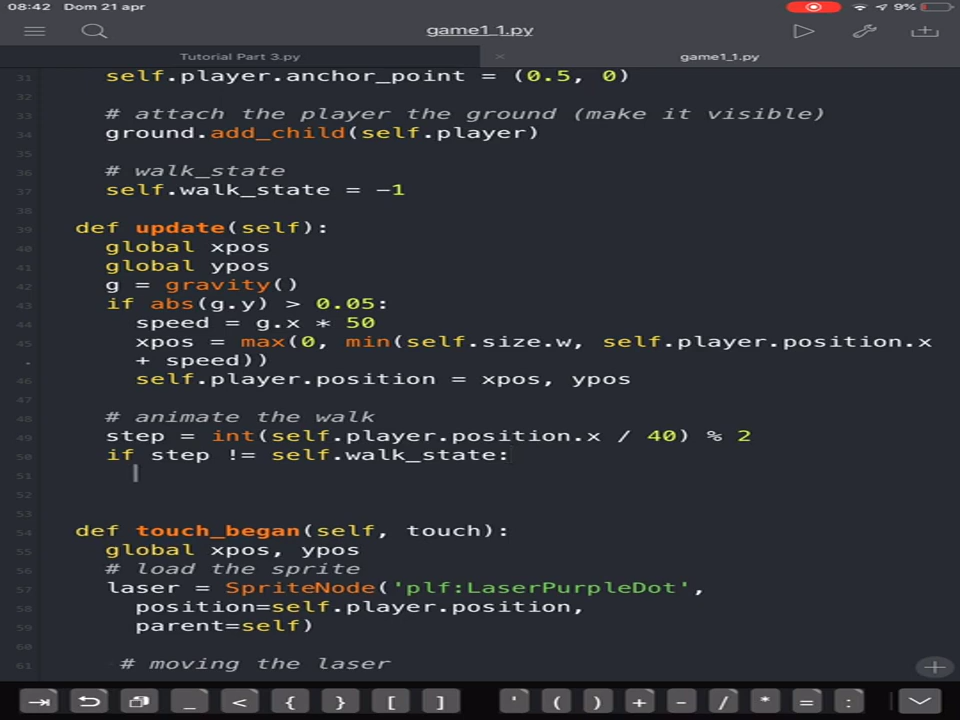 08:42 Dom 21 apr 9%
game1_1.py
Tutorial Part 3.py × game1_1.py
31 self.player.anchor_point = (0.5, 0)
32
33 # attach the player the ground (make it visible)
34 ground.add_child(self.player)
35
36 # walk_state
37 self.walk_state = -1
38
39 def update(self):
40 global xpos
41 global ypos
42 g = gravity()
43 if abs(g.y) > 0.05:
44 speed = g.x * 50
45 xpos = max(0, min(self.size.w, self.player.position.x
· + speed))
46 self.player.position = xpos, ypos
47
48 # animate the walk
49 step = int(self.player.position.x / 40) % 2
50 if step != self.walk_state:
51
52
53
54 def touch_began(self, touch):
55 global xpos, ypos
56 # load the sprite
57 laser = SpriteNode('plf:LaserPurpleDot',
58 position=self.player.position,
59 parent=self)
60
61 # moving the laser
_ < { } [ ] ' ( ) + - / * = :